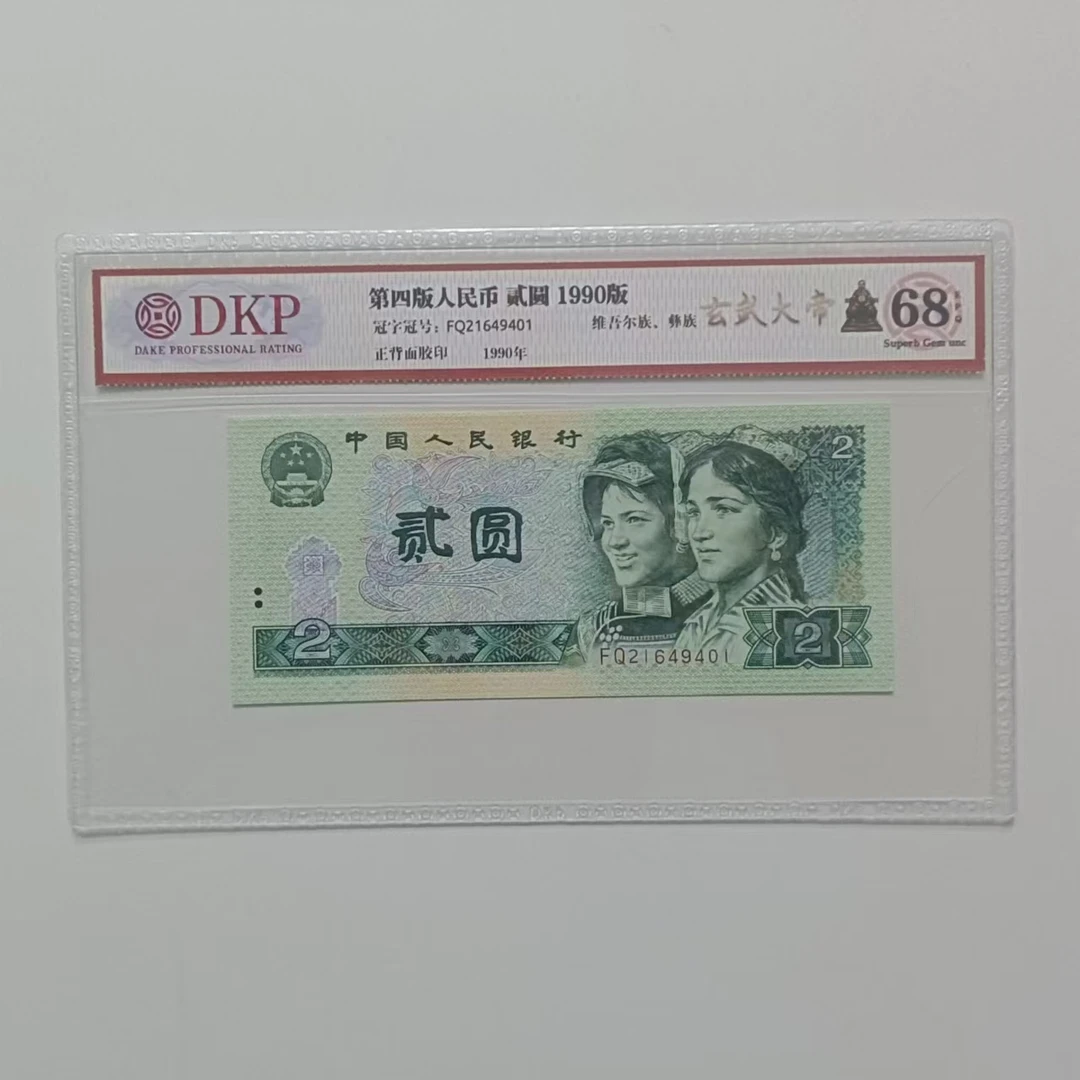 DKP
DAKE PROFESSIONAL RATING
第四版人民币 贰圆 1990版
冠字冠号：FQ21649401 维吾尔族、彝族
正背面胶印 1990年
玄武大帝
68 EPQ
Superb Gem unc
中国人民银行
2
贰圆
2
FQ21649401
2